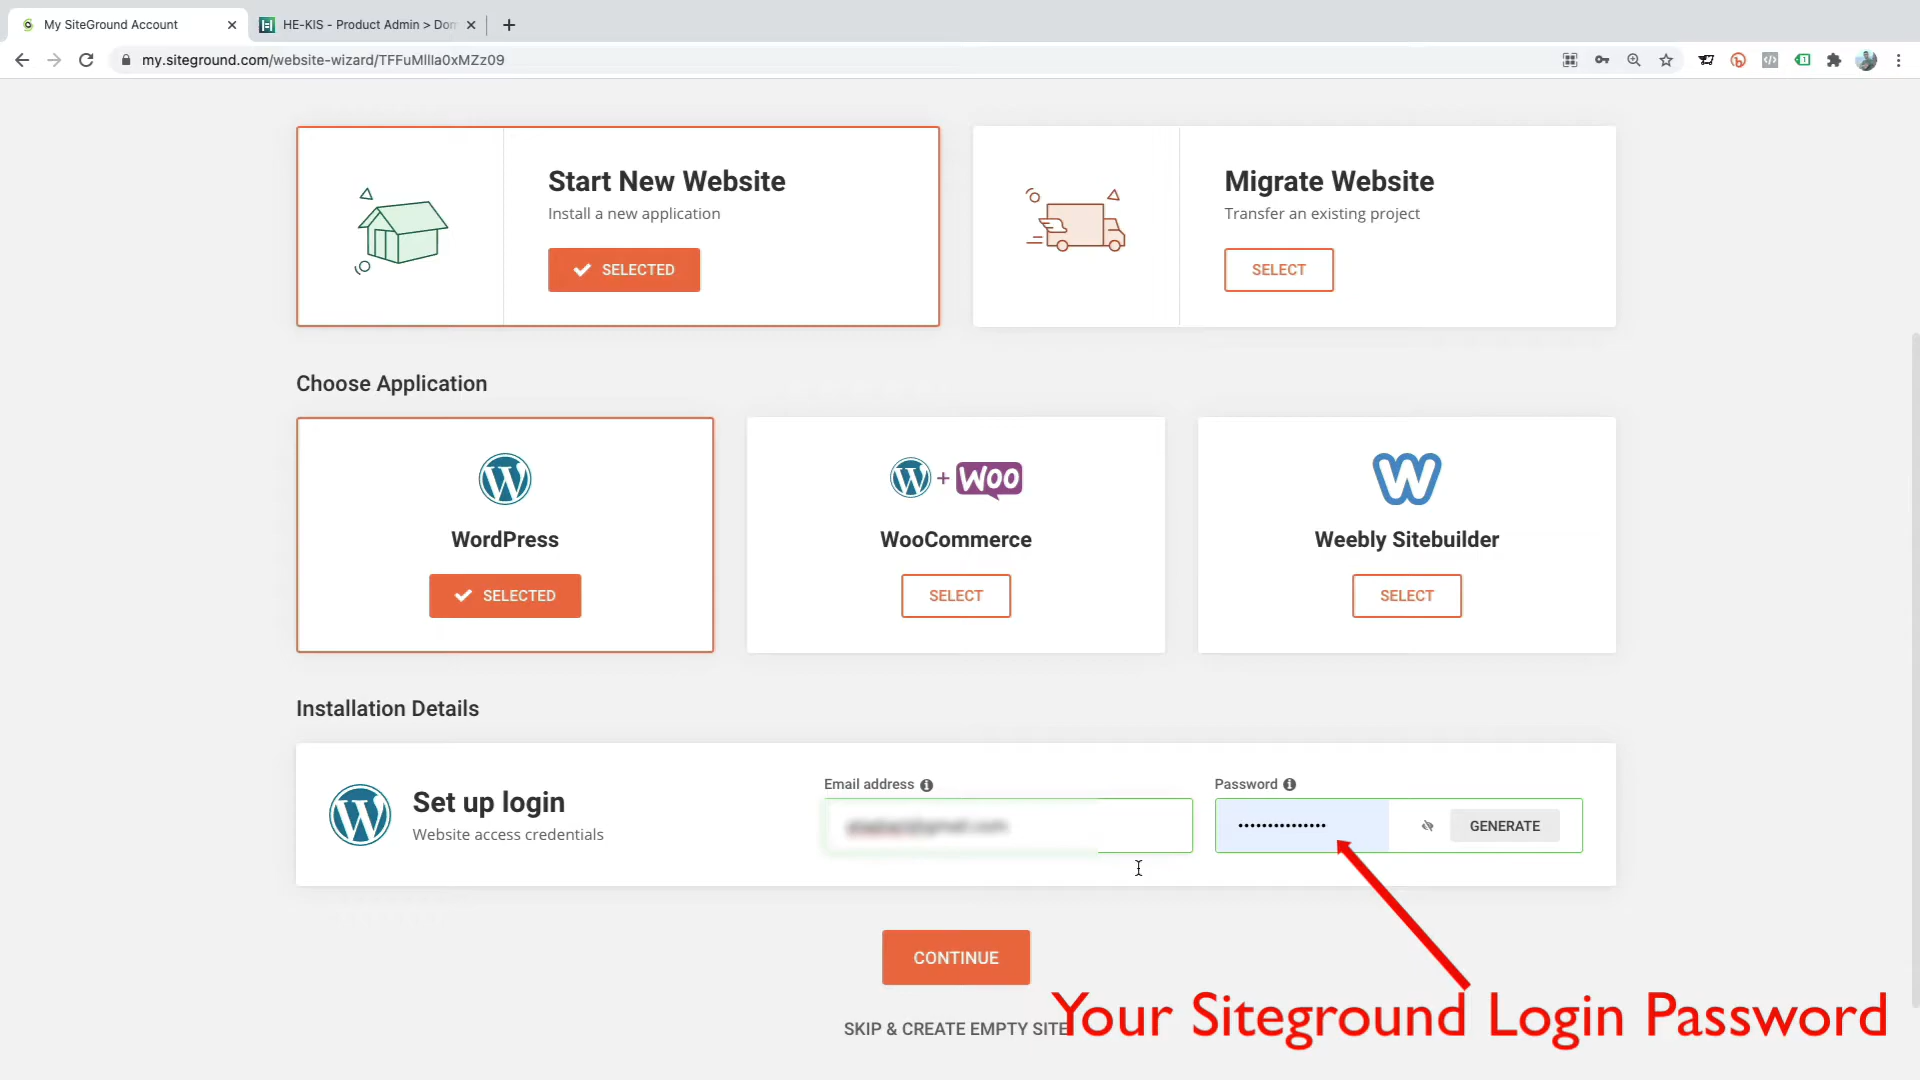 My SiteGround Account
HE-KIS - Product Admin > Dom
my.siteground.com/website-wizard/TFFuMlIa0xMZz09
Start New Website
Install a new application
SELECTED
Migrate Website
Transfer an existing project
SELECT
Choose Application
WordPress
SELECTED
WOO
WooCommerce
SELECT
Weebly Sitebuilder
SELECT
Installation Details
Set up login
Website access credentials
Email address
Password
GENERATE
CONTINUE
SKIP & CREATE EMPTY SITE
Your Siteground Login Password